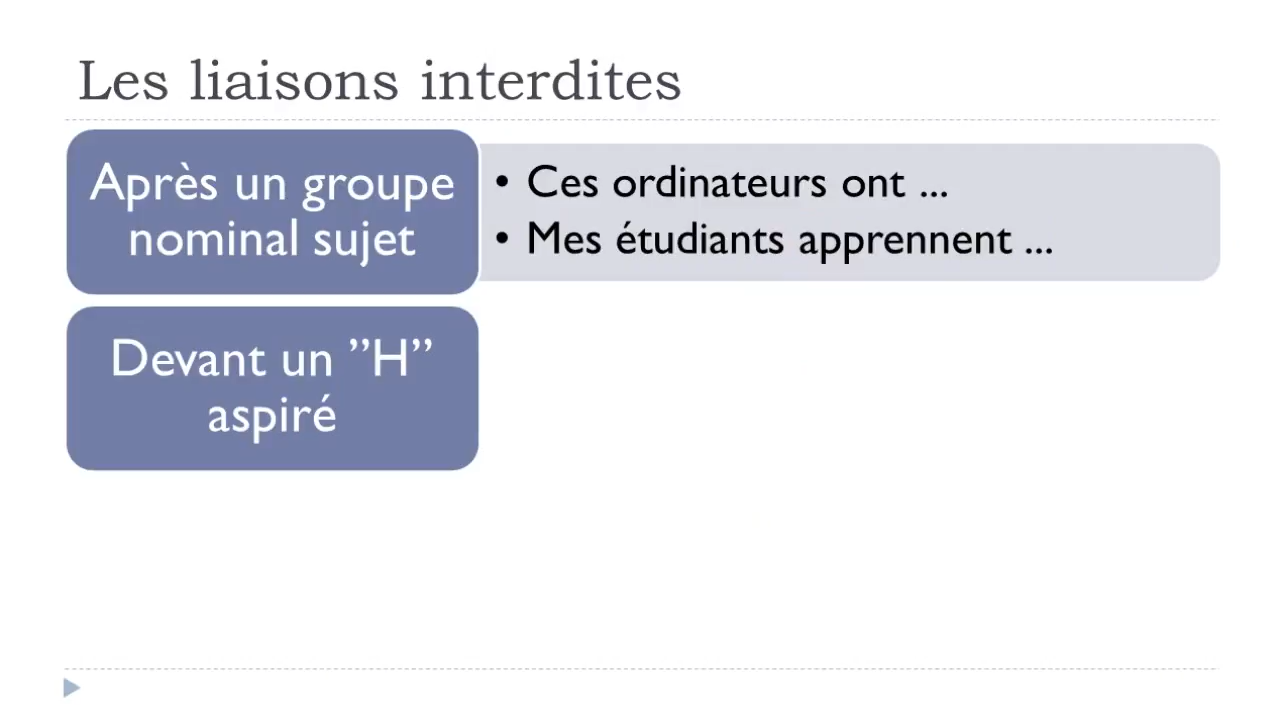 Les liaisons interdites
Après un groupe
nominal sujet
• Ces ordinateurs ont ...
• Mes étudiants apprennent ...
Devant un ”H”
aspiré